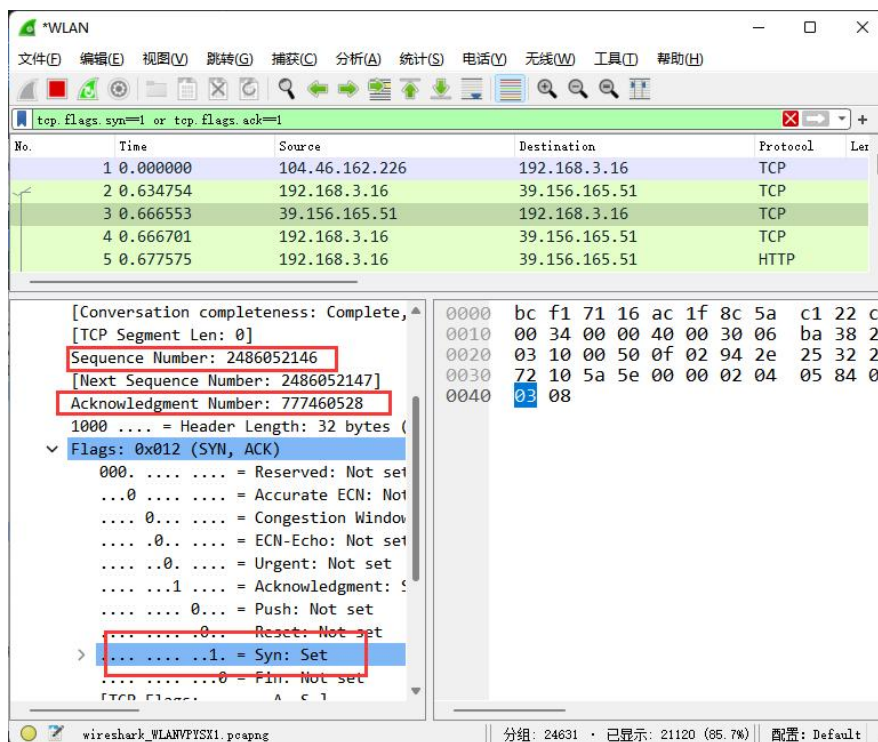 *WLAN
文件(F) 编辑(E) 视图(V) 跳转(G) 捕获(C) 分析(A) 统计(S) 电话(Y) 无线(W) 工具(T) 帮助(H)
tcp.flags.syn==1 or tcp.flags.ack==1
No. Time Source Destination Protocol Ler
1 0.000000 104.46.162.226 192.168.3.16 TCP
2 0.634754 192.168.3.16 39.156.165.51 TCP
3 0.666553 39.156.165.51 192.168.3.16 TCP
4 0.666701 192.168.3.16 39.156.165.51 TCP
5 0.677575 192.168.3.16 39.156.165.51 HTTP
[Conversation completeness: Complete,
[TCP Segment Len: 0]
Sequence Number: 2486052146
[Next Sequence Number: 2486052147]
Acknowledgment Number: 777460528
1000 .... = Header Length: 32 bytes (
Flags: 0x012 (SYN, ACK)
000. .... .... = Reserved: Not set
...0 .... .... = Accurate ECN: Not
.... 0... .... = Congestion Window
.... .0.. .... = ECN-Echo: Not set
.... ..0. .... = Urgent: Not set
.... ...1 .... = Acknowledgment: S
.... .... 0... = Push: Not set
.... .... .0.. = Reset: Not set
.... .... ..1. = Syn: Set
.... .... ...0 = Fin: Not set
0000 bc f1 71 16 ac 1f 8c 5a c1 22 c
0010 00 34 00 00 40 00 30 06 ba 38 2
0020 03 10 00 50 0f 02 94 2e 25 32 2
0030 72 10 5a 5e 00 00 02 04 05 84 0
0040 03 08
wireshark_WLANVPYSX1.pcapng 分组: 24631 · 已显示: 21120 (85.7%) 配置: Default